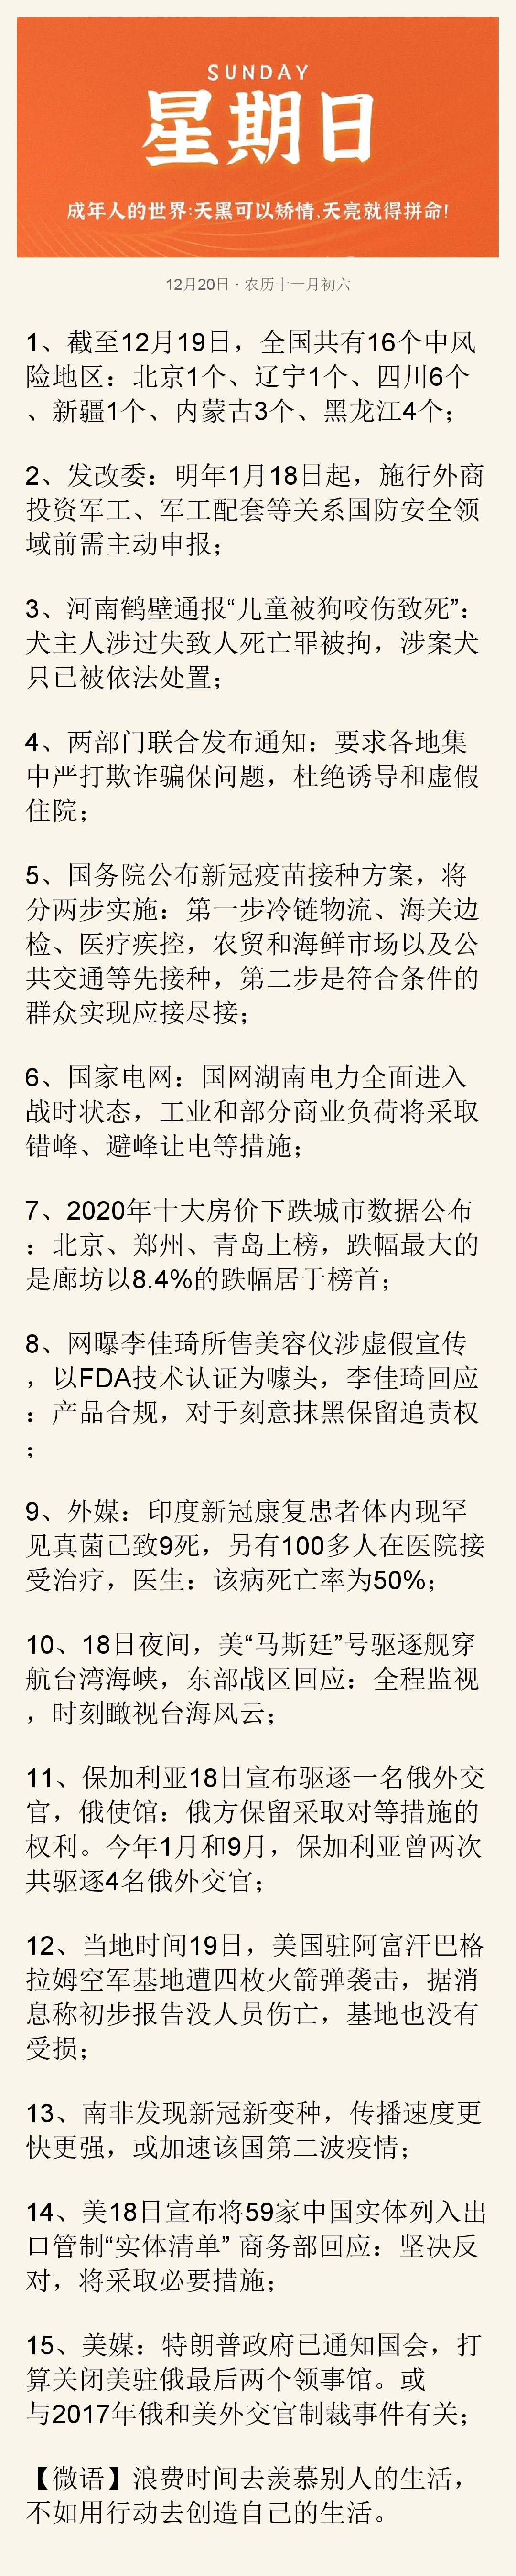 SUNDAY
星期日
成年人的世界:天黑可以矫情,天亮就得拼命!
12月20日 · 农历十一月初六
1、截至12月19日，全国共有16个中风
险地区：北京1个、辽宁1个、四川6个
、新疆1个、内蒙古3个、黑龙江4个；
2、发改委：明年1月18日起，施行外商
投资军工、军工配套等关系国防安全领
域前需主动申报；
3、河南鹤壁通报“儿童被狗咬伤致死”：
犬主人涉过失致人死亡罪被拘，涉案犬
只已被依法处置；
4、两部门联合发布通知：要求各地集
中严打欺诈骗保问题，杜绝诱导和虚假
住院；
5、国务院公布新冠疫苗接种方案，将
分两步实施：第一步冷链物流、海关边
检、医疗疾控，农贸和海鲜市场以及公
共交通等先接种，第二步是符合条件的
群众实现应接尽接；
6、国家电网：国网湖南电力全面进入
战时状态，工业和部分商业负荷将采取
错峰、避峰让电等措施；
7、2020年十大房价下跌城市数据公布
：北京、郑州、青岛上榜，跌幅最大的
是廊坊以8.4%的跌幅居于榜首；
8、网曝李佳琦所售美容仪涉虚假宣传
，以FDA技术认证为噱头，李佳琦回应
：产品合规，对于刻意抹黑保留追责权
；
9、外媒：印度新冠康复患者体内现罕
见真菌已致9死，另有100多人在医院接
受治疗，医生：该病死亡率为50%；
10、18日夜间，美“马斯廷”号驱逐舰穿
航台湾海峡，东部战区回应：全程监视
，时刻瞰视台海风云；
11、保加利亚18日宣布驱逐一名俄外交
官，俄使馆：俄方保留采取对等措施的
权利。今年1月和9月，保加利亚曾两次
共驱逐4名俄外交官；
12、当地时间19日，美国驻阿富汗巴格
拉姆空军基地遭四枚火箭弹袭击，据消
息称初步报告没人员伤亡，基地也没有
受损；
13、南非发现新冠新变种，传播速度更
快更强，或加速该国第二波疫情；
14、美18日宣布将59家中国实体列入出
口管制“实体清单” 商务部回应：坚决反
对，将采取必要措施；
15、美媒：特朗普政府已通知国会，打
算关闭美驻俄最后两个领事馆。或
与2017年俄和美外交官制裁事件有关；
【微语】浪费时间去羡慕别人的生活，
不如用行动去创造自己的生活。